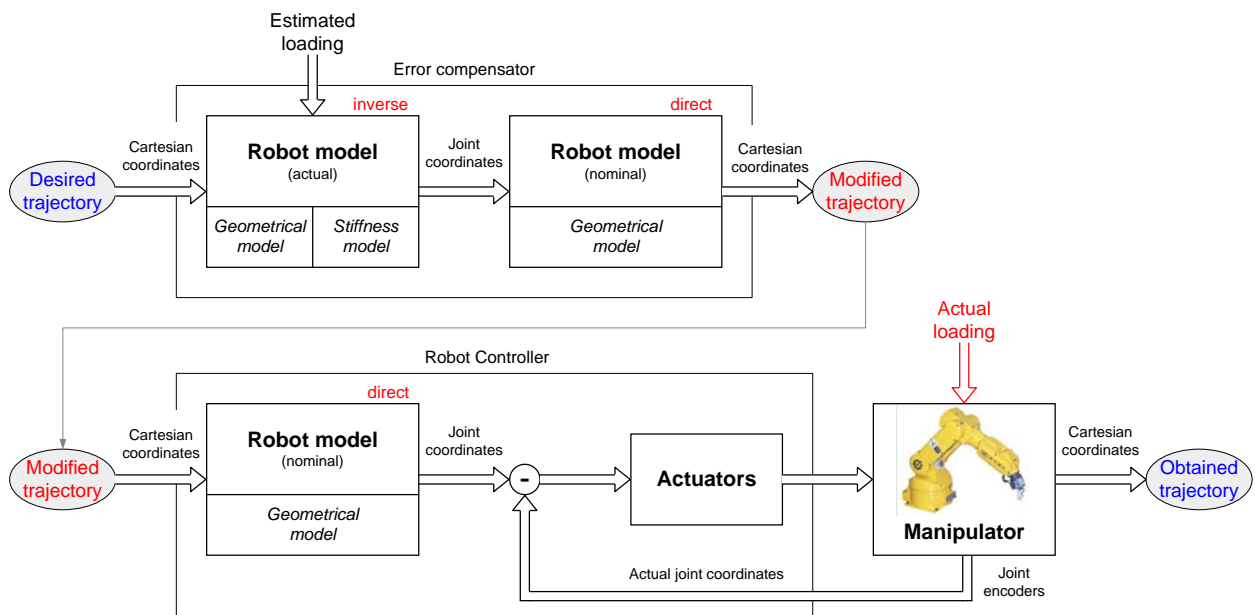 Estimated
loading
Error compensator
inverse
direct
Cartesian
coordinates
Robot model
(actual)
Joint
coordinates
Robot model
(nominal)
Cartesian
coordinates
Desired
trajectory
Modified
trajectory
Geometrical
model
Stiffness
model
Geometrical
model
Actual
loading
Robot Controller
direct
Cartesian
coordinates
Robot model
(nominal)
Joint
coordinates
Cartesian
coordinates
Modified
trajectory
-
Actuators
Obtained
trajectory
Geometrical
model
Manipulator
Actual joint coordinates
Joint
encoders